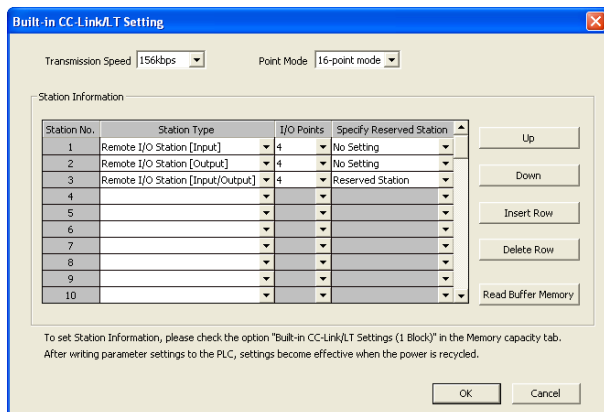 Built-in CC-Link/LT Setting
Transmission Speed 156kbps Point Mode 16-point mode
Station Information
Station No. Station Type I/O Points Specify Reserved Station
1 Remote I/O Station [Input] 4 No Setting
2 Remote I/O Station [Output] 4 No Setting
3 Remote I/O Station [Input/Output] 4 Reserved Station
4
5
6
7
8
9
10
Up
Down
Insert Row
Delete Row
Read Buffer Memory
To set Station Information, please check the option "Built-in CC-Link/LT Settings (1 Block)" in the Memory capacity tab.
After writing parameter settings to the PLC, settings become effective when the power is recycled.
OK Cancel